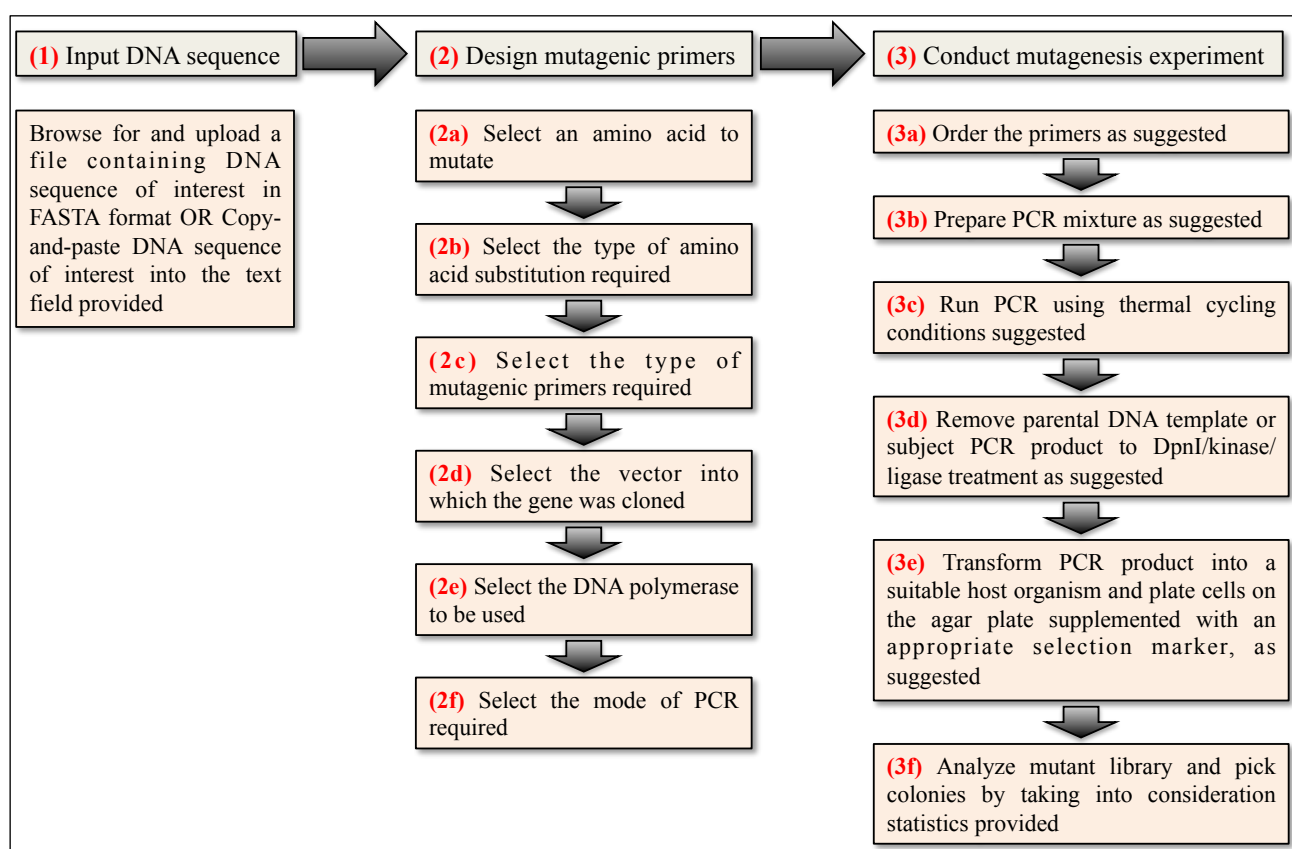 (1) Input DNA sequence
Browse for and upload a
file containing DNA
sequence of interest in
FASTA format OR Copy-
and-paste DNA sequence
of interest into the text
field provided
(2) Design mutagenic primers
(2a) Select an amino acid to
mutate
(2b) Select the type of amino
acid substitution required
(2c) Select the type of
mutagenic primers required
(2d) Select the vector into
which the gene was cloned
(2e) Select the DNA polymerase
to be used
(2f) Select the mode of PCR
required
(3) Conduct mutagenesis experiment
(3a) Order the primers as suggested
(3b) Prepare PCR mixture as suggested
(3c) Run PCR using thermal cycling
conditions suggested
(3d) Remove parental DNA template or
subject PCR product to DpnI/kinase/
ligase treatment as suggested
(3e) Transform PCR product into a
suitable host organism and plate cells on
the agar plate supplemented with an
appropriate selection marker, as
suggested
(3f) Analyze mutant library and pick
colonies by taking into consideration
statistics provided